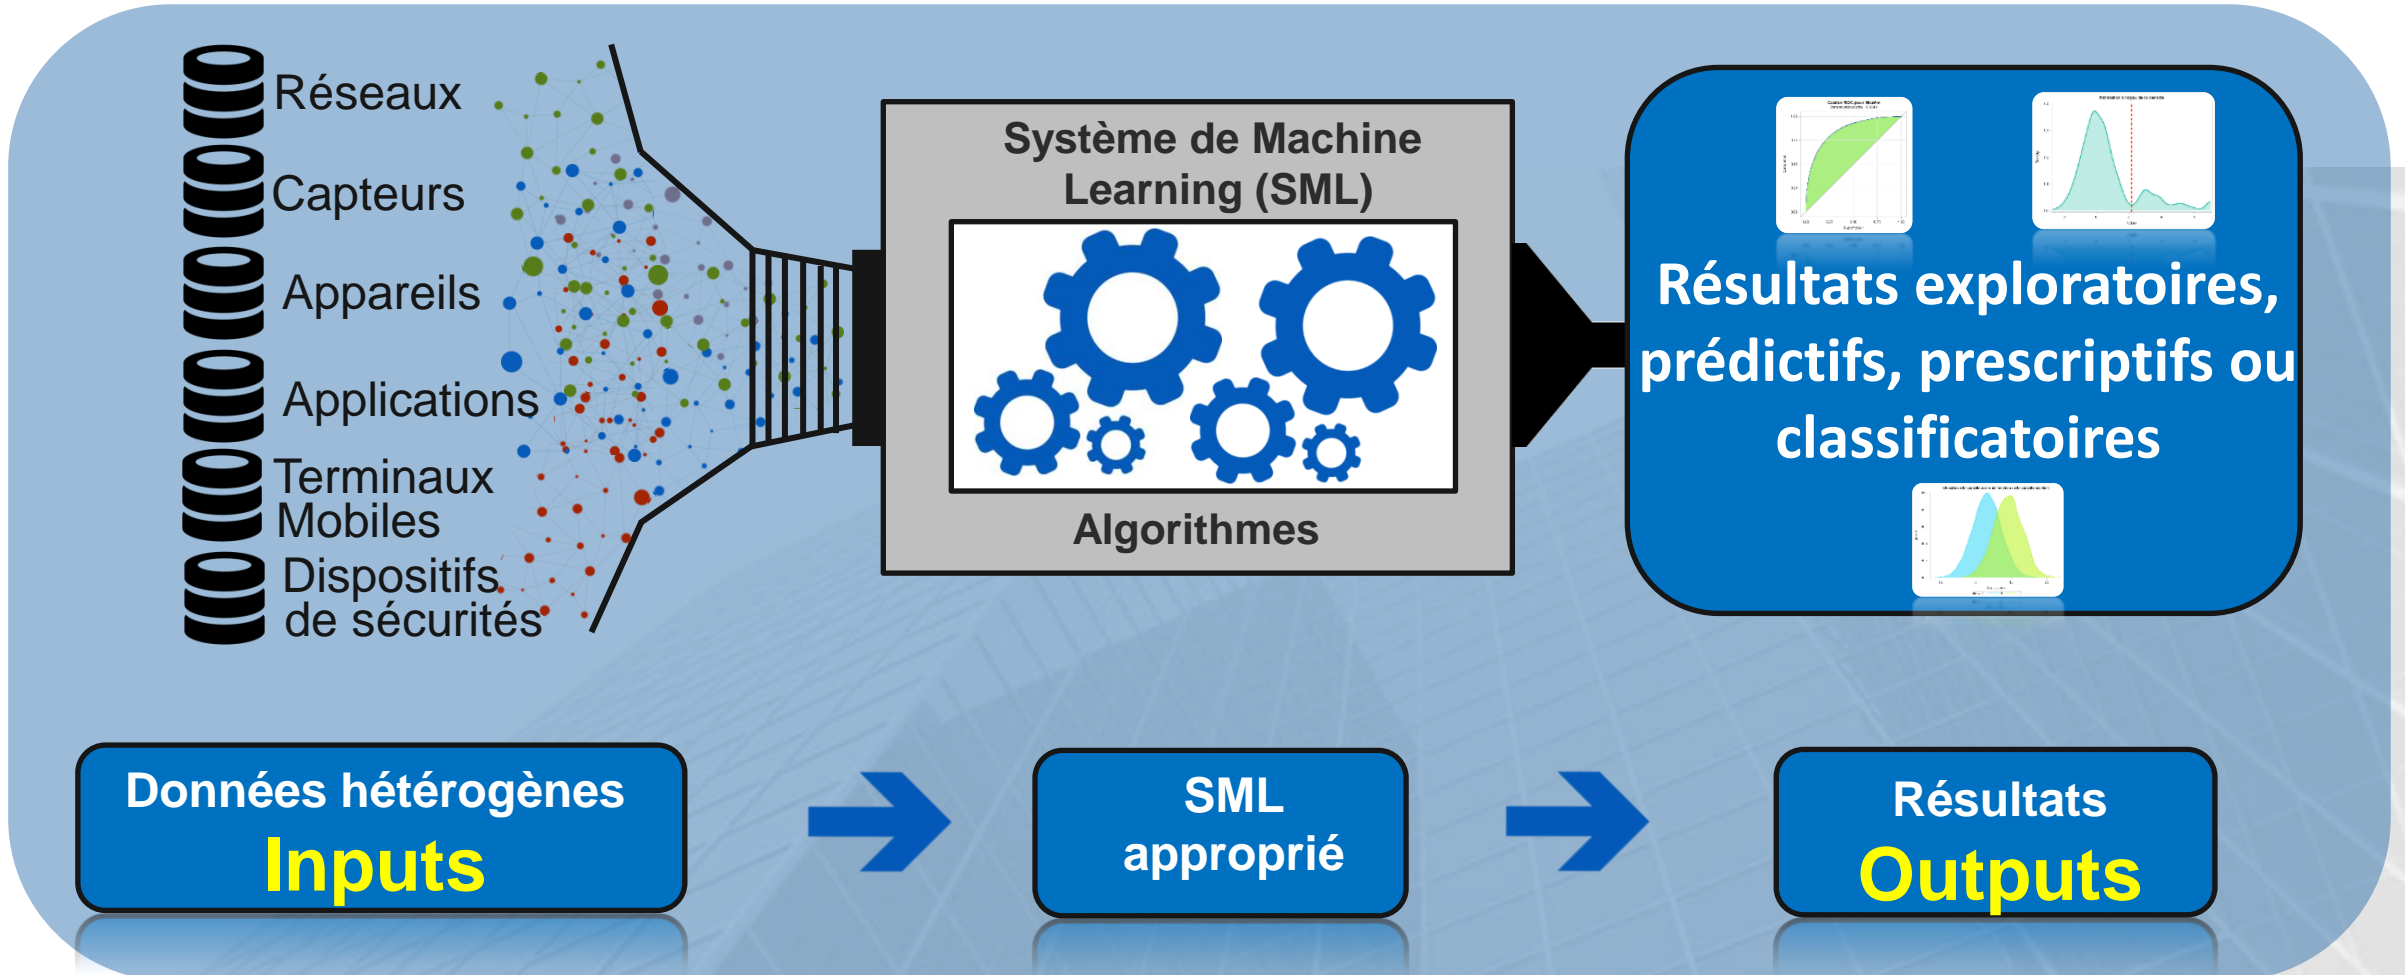 Réseaux
Capteurs
Appareils
Applications
Terminaux
Mobiles
Dispositifs
de sécurités
Système de Machine
Learning (SML)
Algorithmes
Résultats exploratoires,
prédictifs, prescriptifs ou
classificatoires
Données hétérogènes
Inputs
SML
approprié
Résultats
Outputs